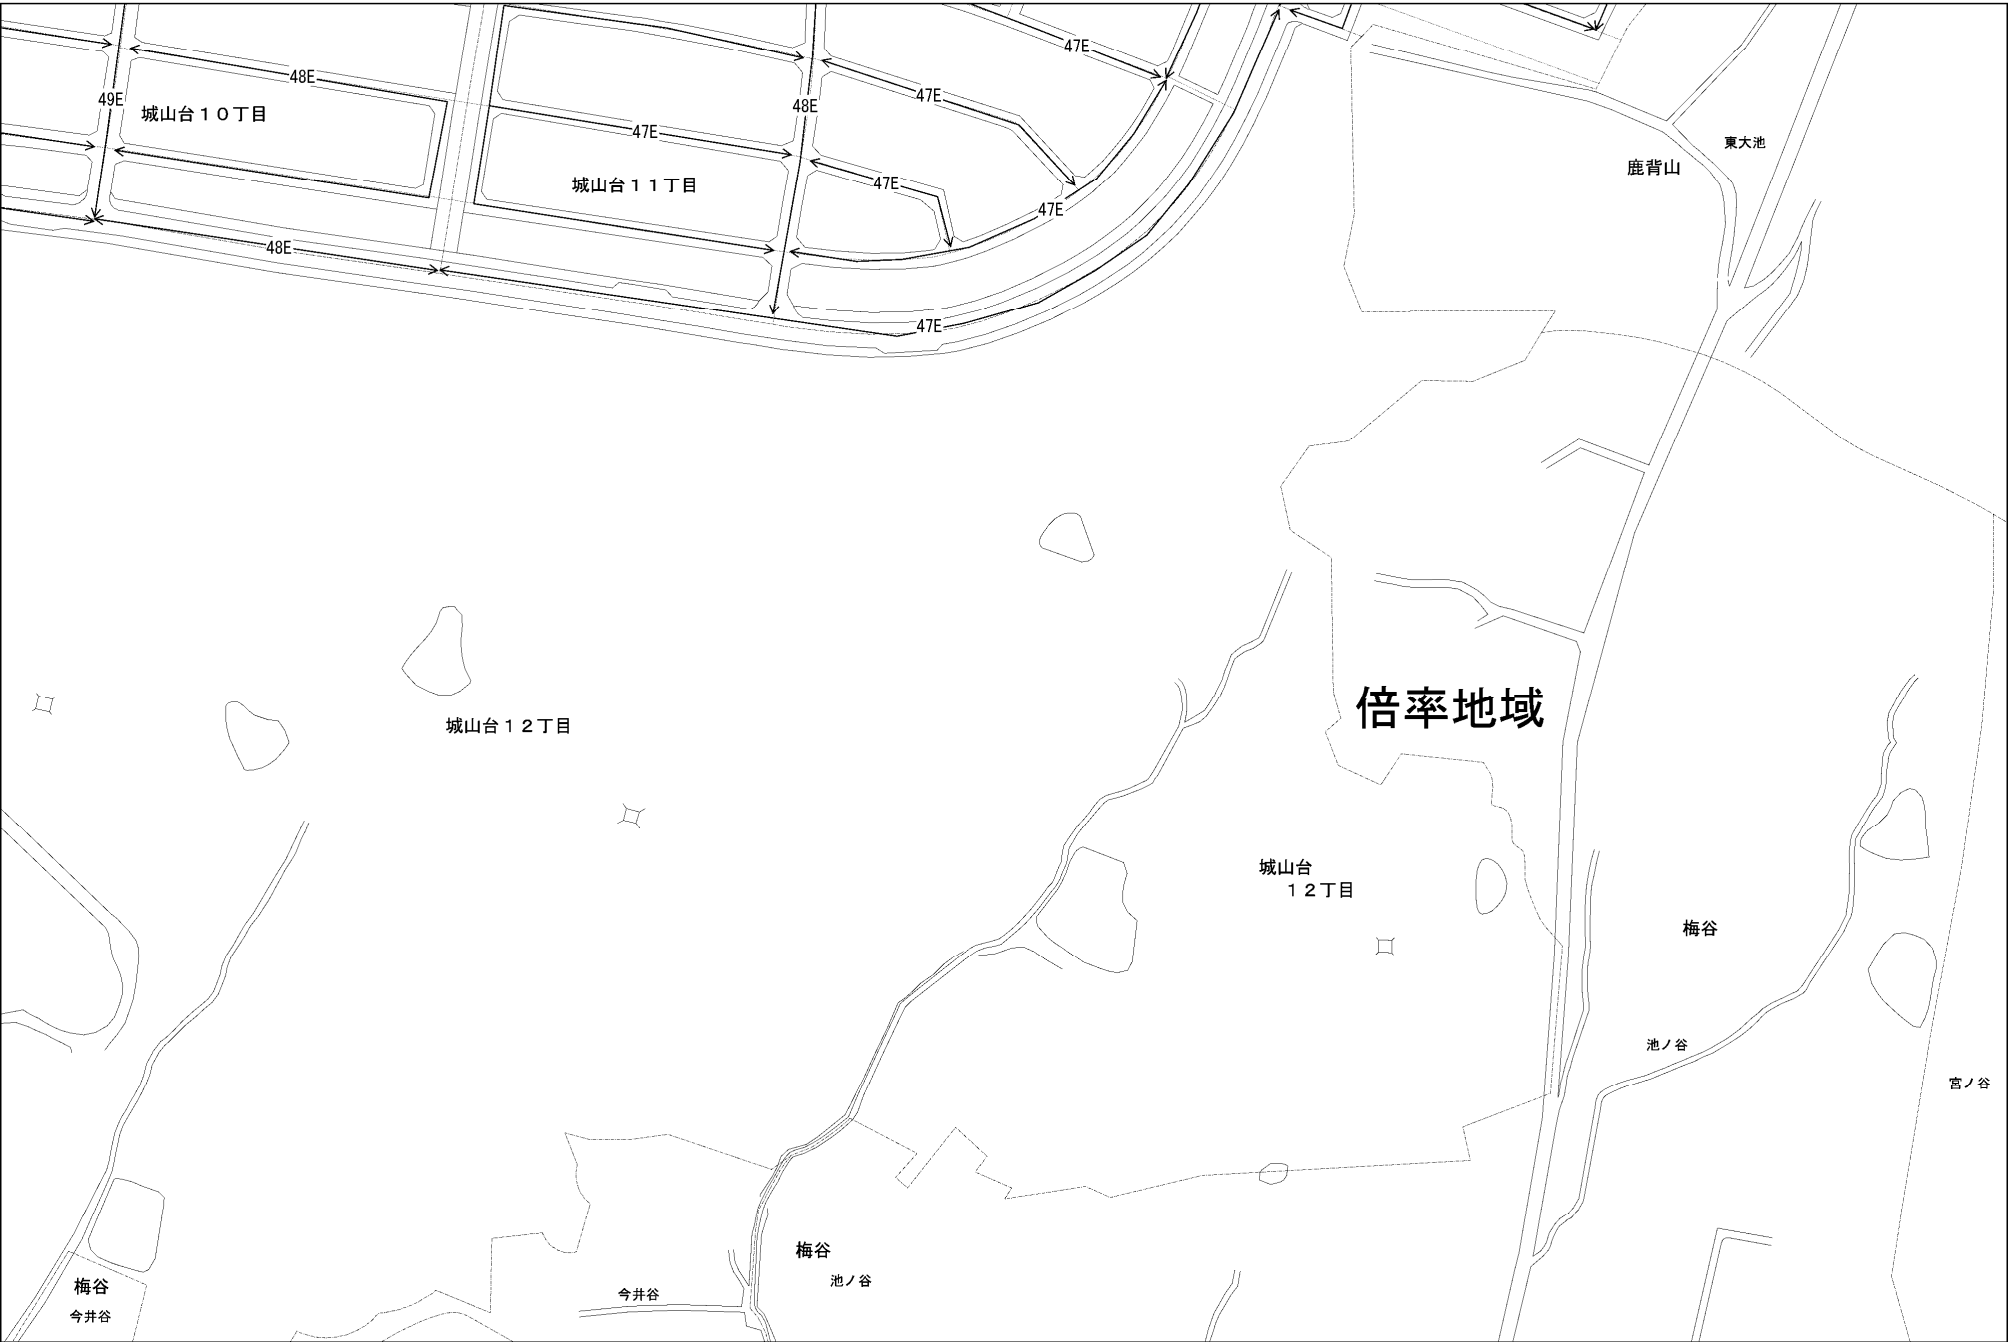 47E
48E
47E
49E
48E
城山台１０丁目
47E
東大池
鹿背山
47E
城山台１１丁目
47E
47E
48E
47E
倍率地域
城山台１２丁目
城山台
１２丁目
梅谷
池ノ谷
宮ノ谷
梅谷
池ノ谷
梅谷
今井谷
今井谷